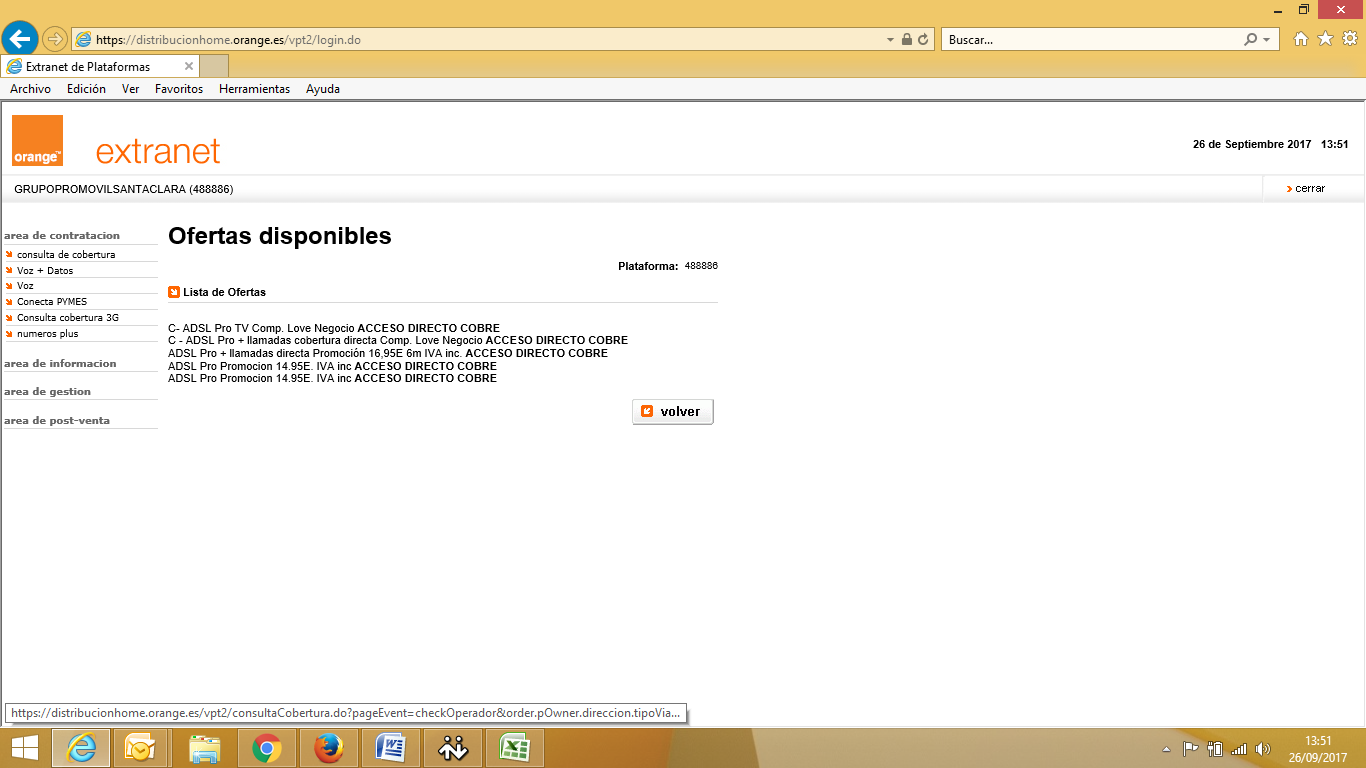 https://distribucionhome.orange.es/vpt2/login.do
Buscar...
Extranet de Plataformas
Archivo Edición Ver Favoritos Herramientas Ayuda
orange™
extranet
26 de Septiembre 2017 13:51
GRUPOPROMOVILSANTACLARA (488886)
cerrar
area de contratacion
consulta de cobertura
Voz + Datos
Voz
Conecta PYMES
Consulta cobertura 3G
numeros plus
area de informacion
area de gestion
area de post-venta
Ofertas disponibles
Plataforma: 488886
Lista de Ofertas
C- ADSL Pro TV Comp. Love Negocio ACCESO DIRECTO COBRE
C - ADSL Pro + llamadas cobertura directa Comp. Love Negocio ACCESO DIRECTO COBRE
ADSL Pro + llamadas directa Promoción 16,95E 6m IVA inc. ACCESO DIRECTO COBRE
ADSL Pro Promocion 14.95E. IVA inc ACCESO DIRECTO COBRE
ADSL Pro Promocion 14.95E. IVA inc ACCESO DIRECTO COBRE
volver
https://distribucionhome.orange.es/vpt2/consultaCobertura.do?pageEvent=checkOperador&order.pOwner.direccion.tipoVia...
13:51
26/09/2017